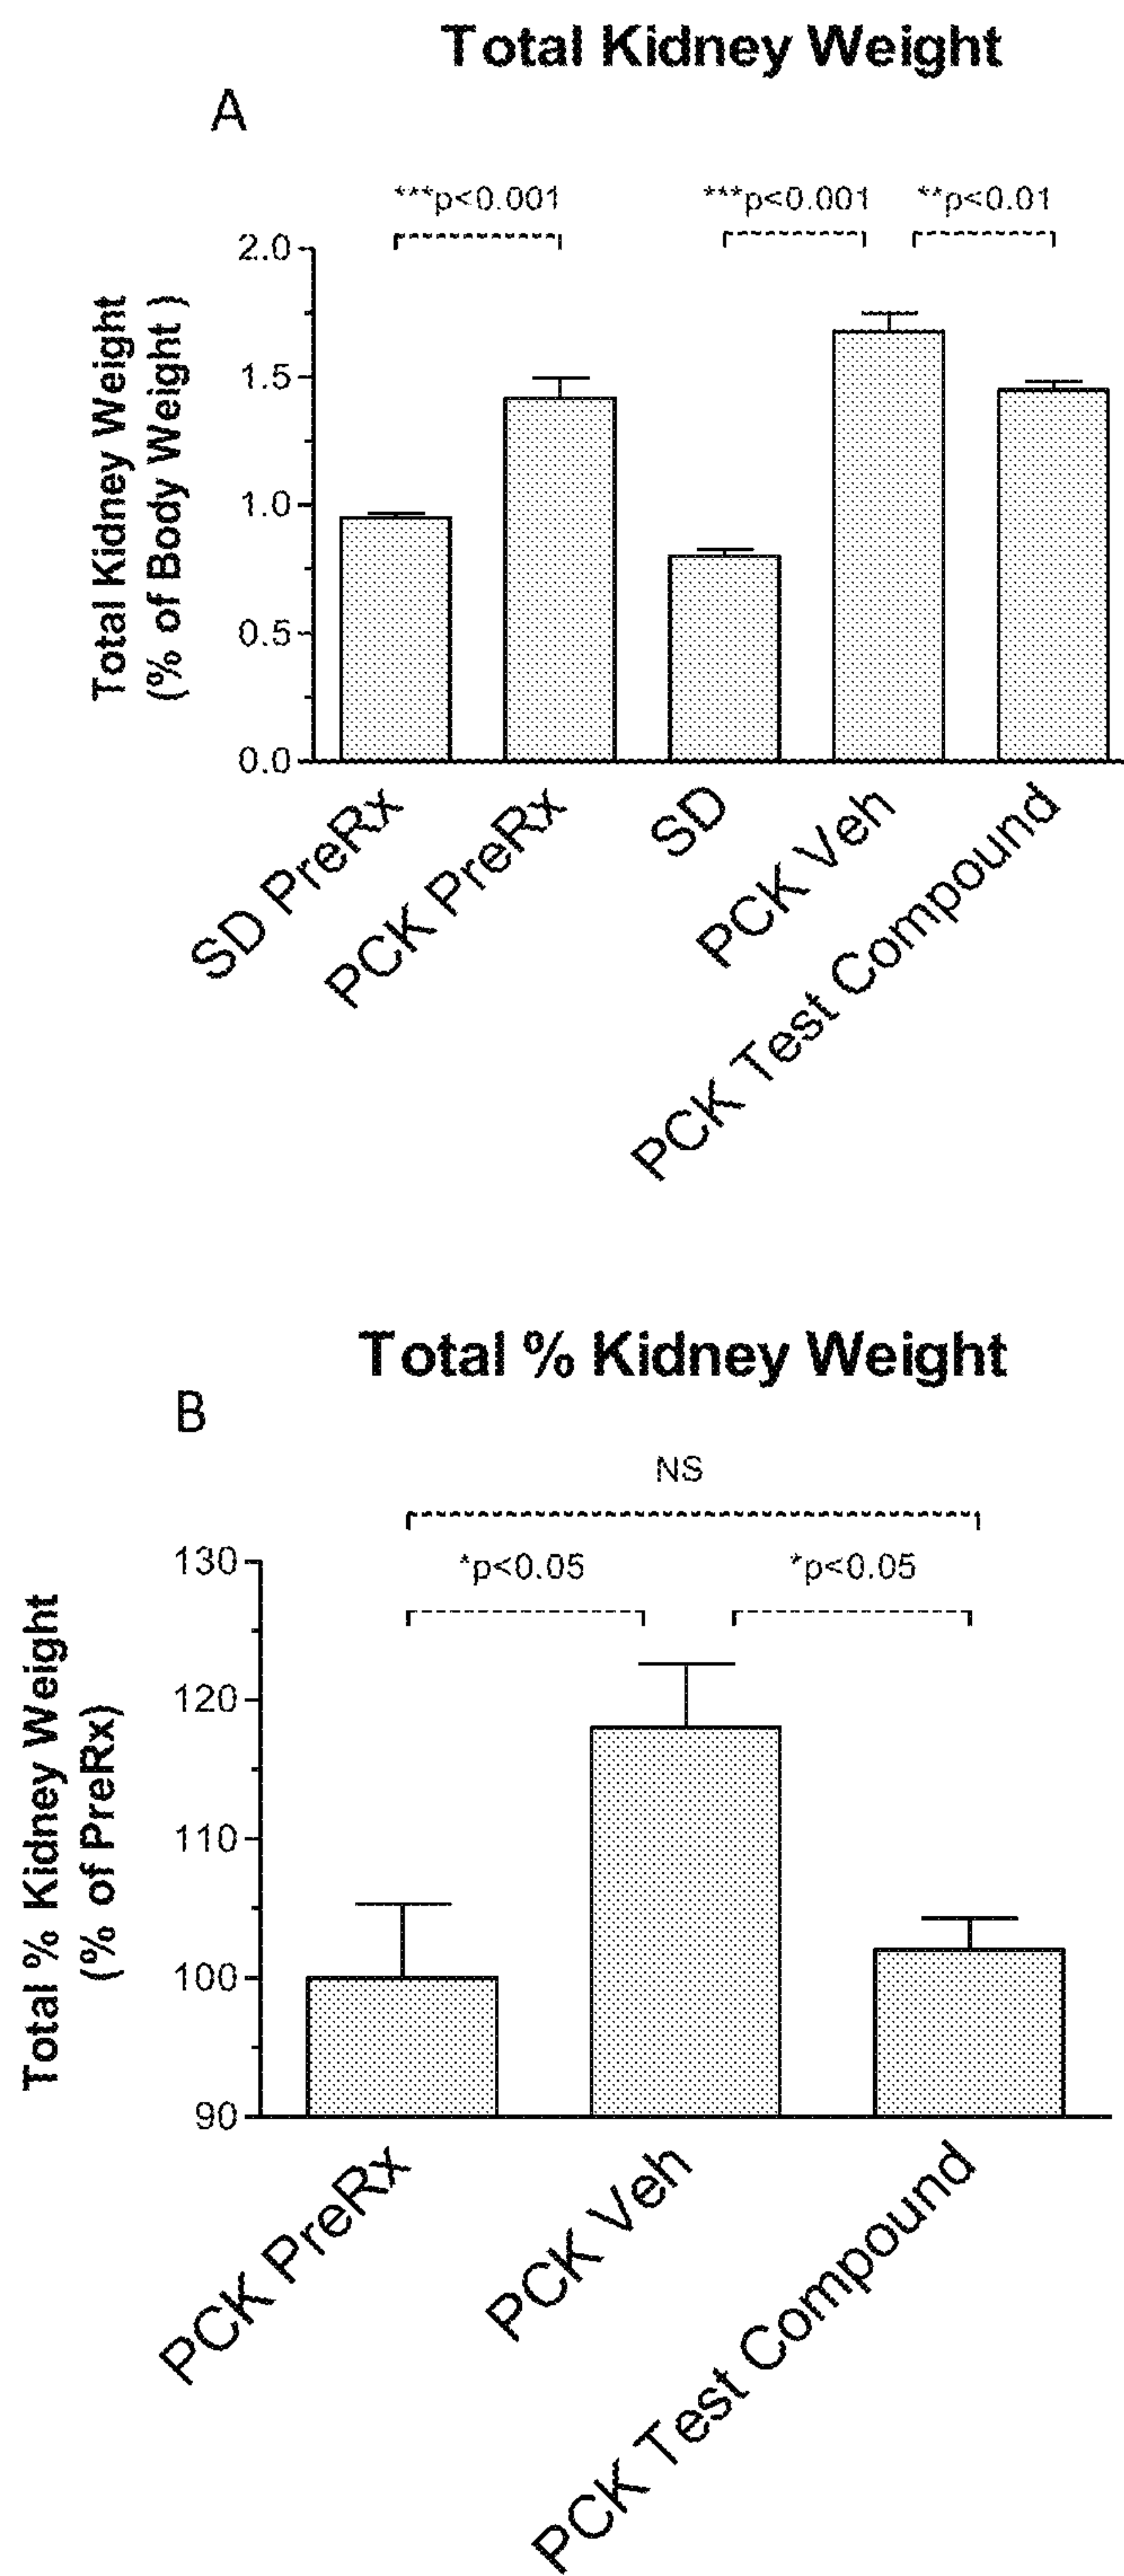 Total Kidney Weight
A
***p<0.001
***p<0.001
**p<0.01
Total Kidney Weight
(% of Body Weight )
2.0
1.5
1.0
0.5
0.0
SD PreRx
PCK PreRx
SD
PCK Veh
PCK Test Compound
Total % Kidney Weight
B
NS
*p<0.05
*p<0.05
Total % Kidney Weight
(% of PreRx)
130
120
110
100
90
PCK PreRx
PCK Veh
PCK Test Compound